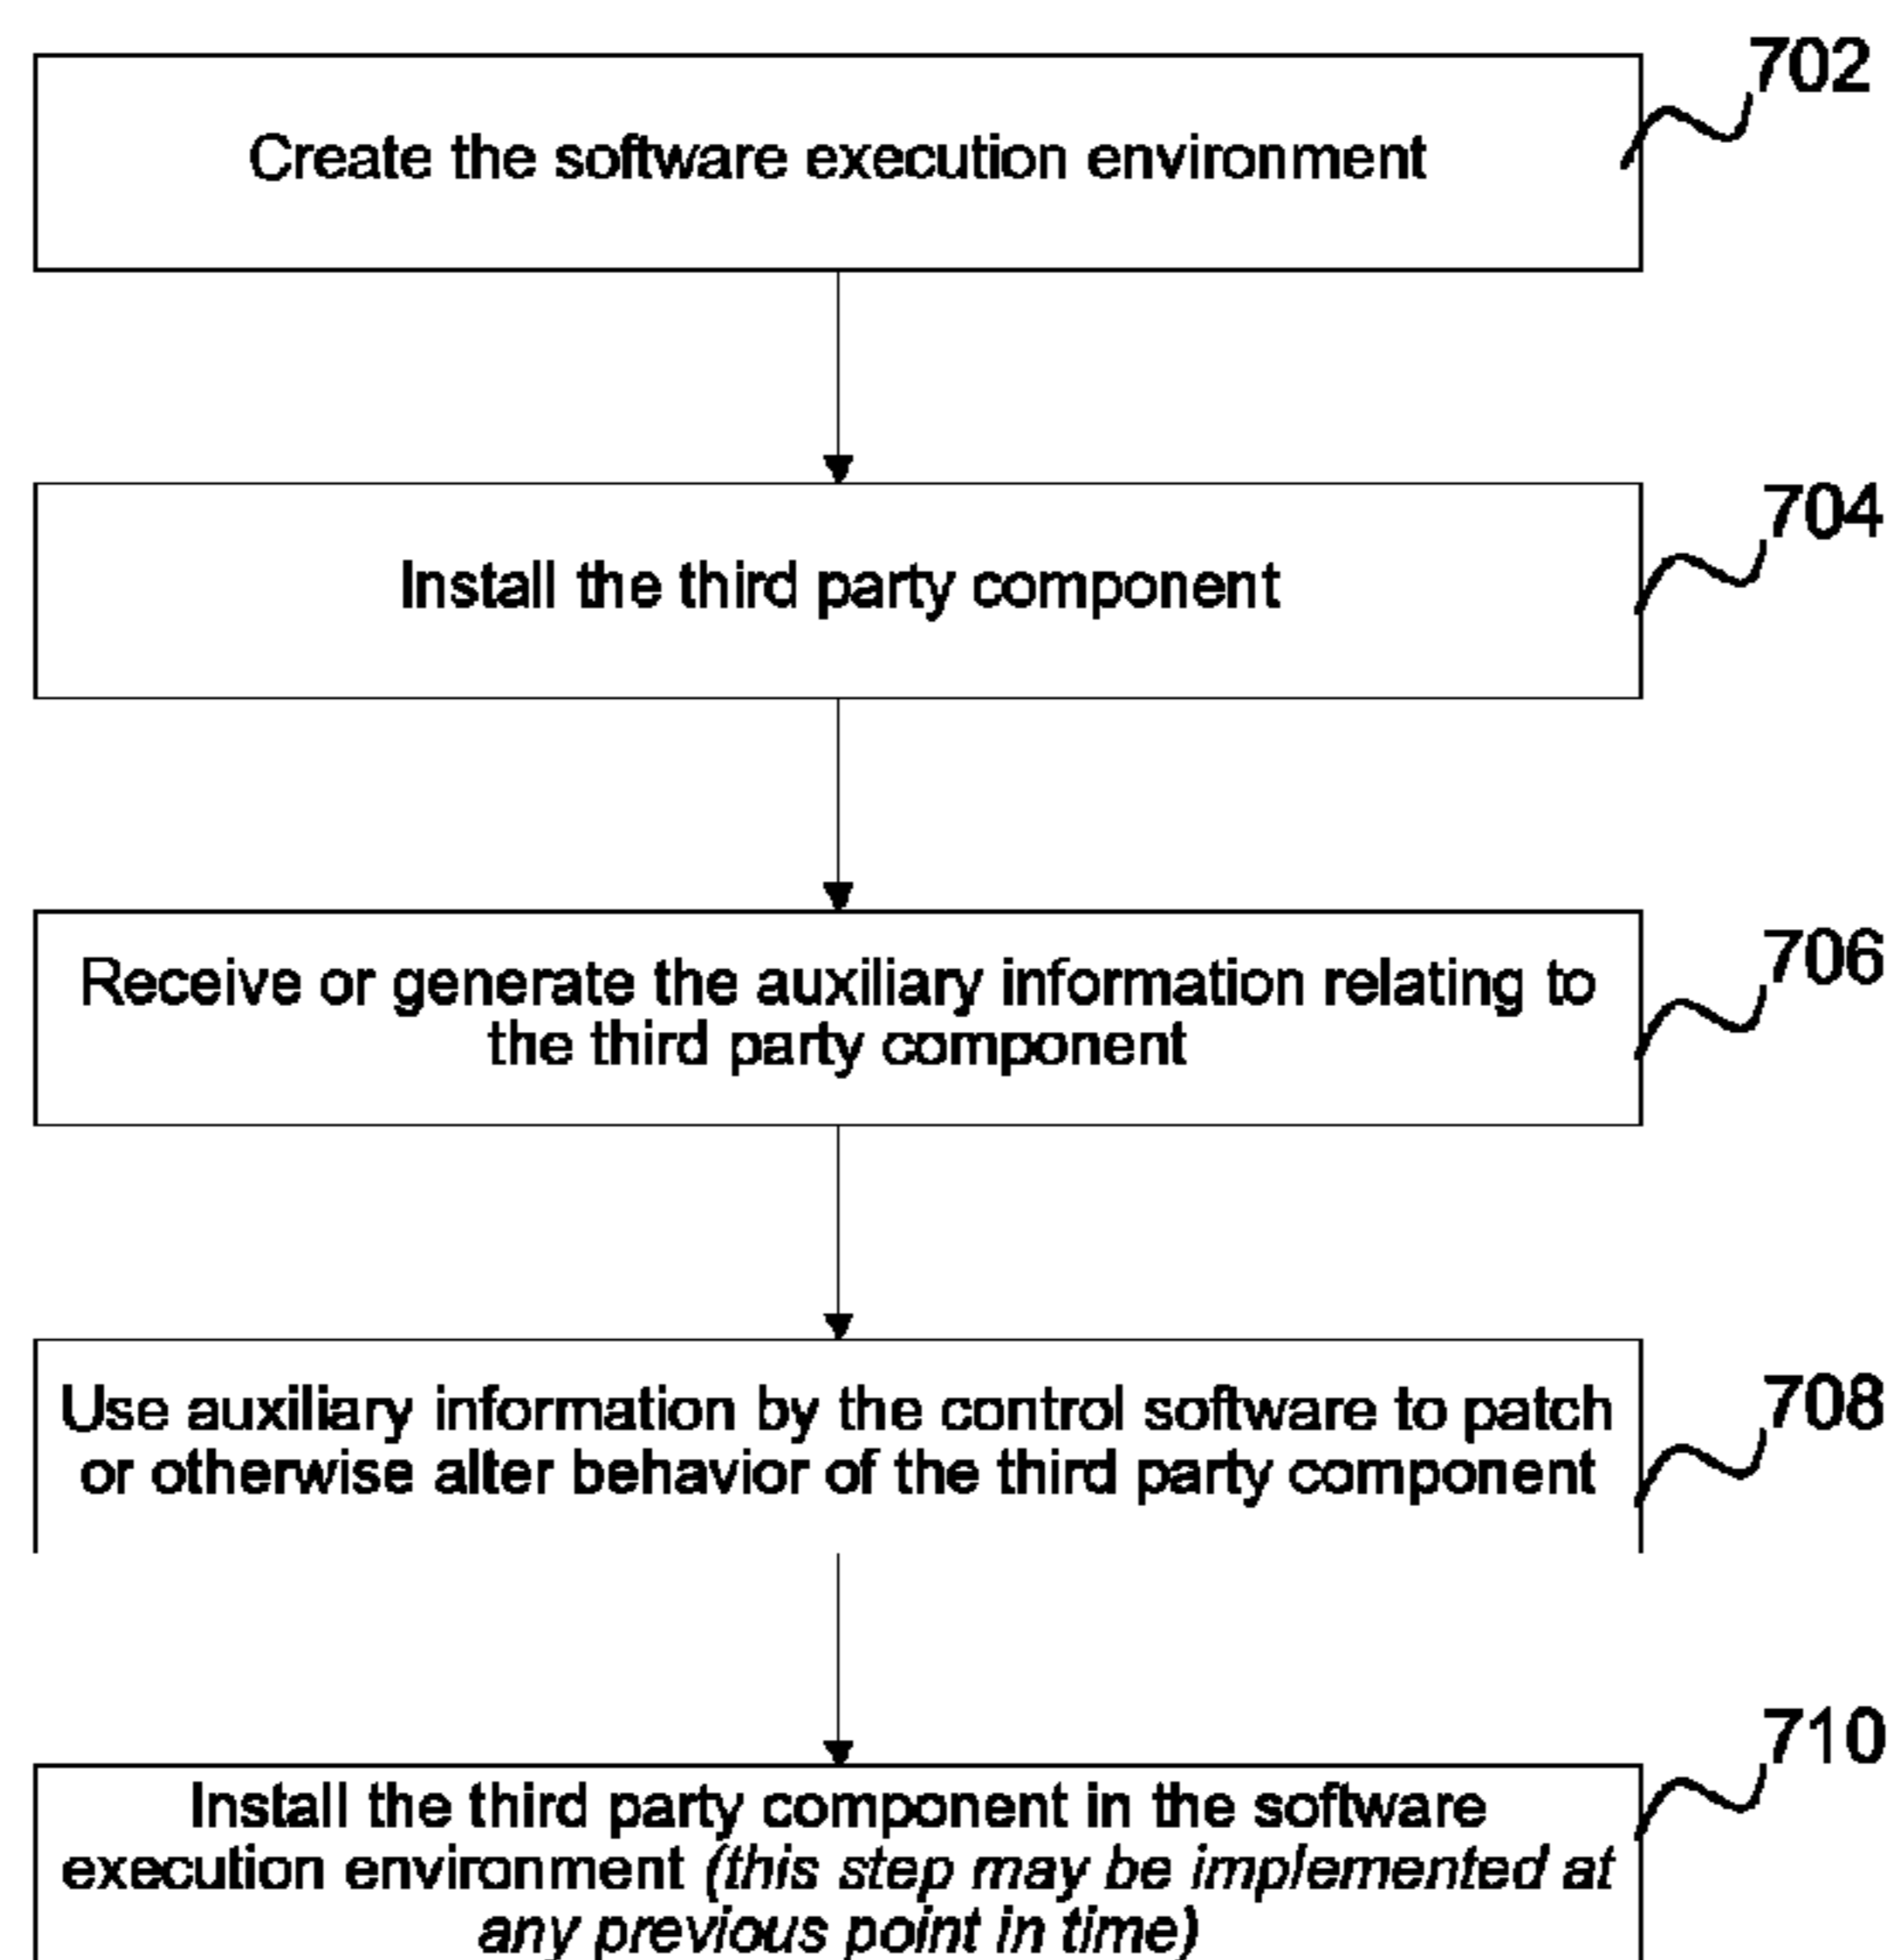 702
Create the software execution environment
704
Install the third party component
706
Receive or generate the auxiliary information relating to
the third party component
708
Use auxiliary information by the control software to patch
or otherwise alter behavior of the third party component
710
Install the third party component in the software
execution environment (this step may be implemented at
any previous point in time)